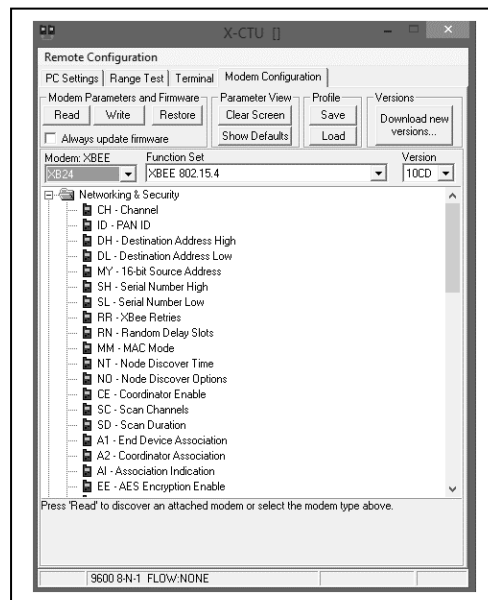 X-CTU []
Remote Configuration
PC Settings Range Test Terminal Modem Configuration
Modem Parameters and Firmware Parameter View Profile Versions
Read Write Restore Clear Screen Save Download new versions...
Always update firmware Show Defaults Load
Modem: XBEE Function Set Version
XB24 XBEE 802.15.4 10CD
Networking & Security
CH - Channel
ID - PAN ID
DH - Destination Address High
DL - Destination Address Low
MY - 16-bit Source Address
SH - Serial Number High
SL - Serial Number Low
RR - XBee Retries
RN - Random Delay Slots
MM - MAC Mode
NT - Node Discover Time
NO - Node Discover Options
CE - Coordinator Enable
SC - Scan Channels
SD - Scan Duration
A1 - End Device Association
A2 - Coordinator Association
AI - Association Indication
EE - AES Encryption Enable
Press 'Read' to discover an attached modem or select the modem type above.
9600 8-N-1 FLOW:NONE